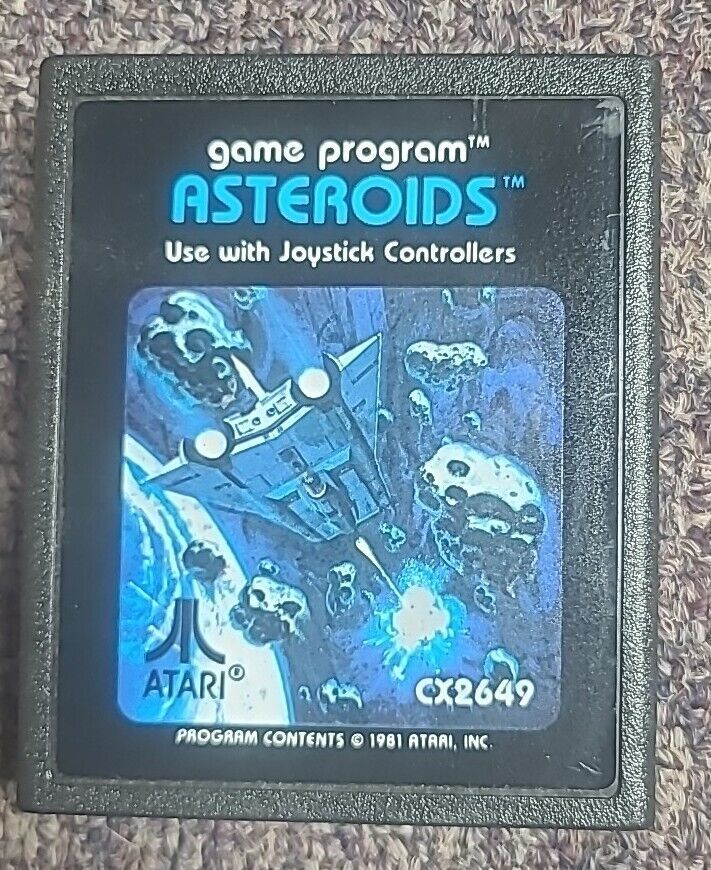 game program™
ASTEROIDS™
Use with Joystick Controllers
ATARI®
CX2649
PROGRAM CONTENTS © 1981 ATARI, INC.